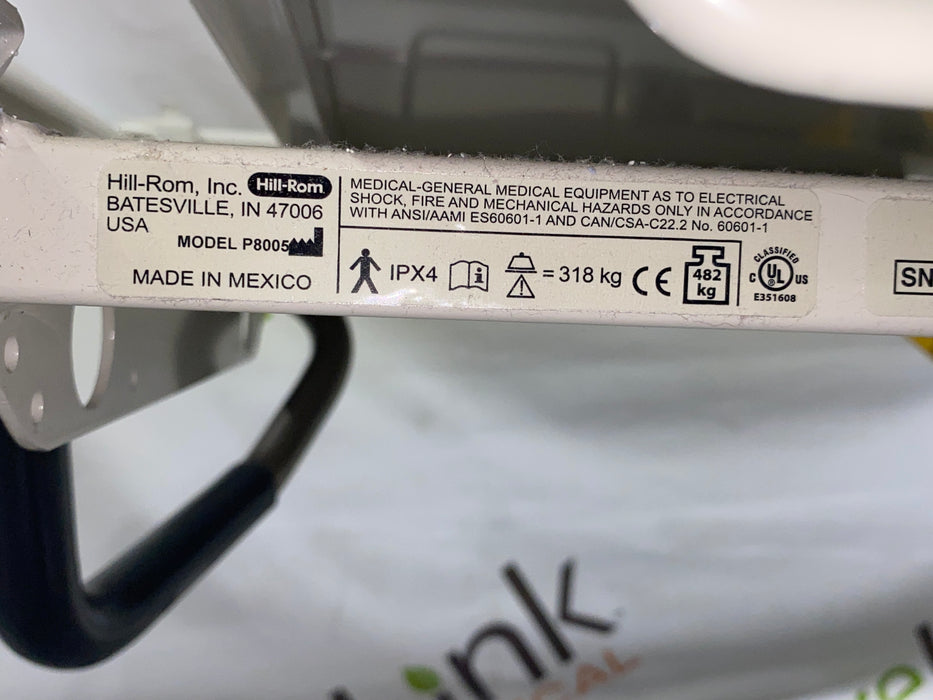 Hill-Rom, Inc. Hill-Rom
BATESVILLE, IN 47006
USA
MODEL P8005
MADE IN MEXICO
MEDICAL-GENERAL MEDICAL EQUIPMENT AS TO ELECTRICAL
SHOCK, FIRE AND MECHANICAL HAZARDS ONLY IN ACCORDANCE
WITH ANSI/AAMI ES60601-1 AND CAN/CSA-C22.2 No. 60601-1
IPX4 i = 318 kg CE
482
kg
CLASSIFIED
C UL US
E351608
SN